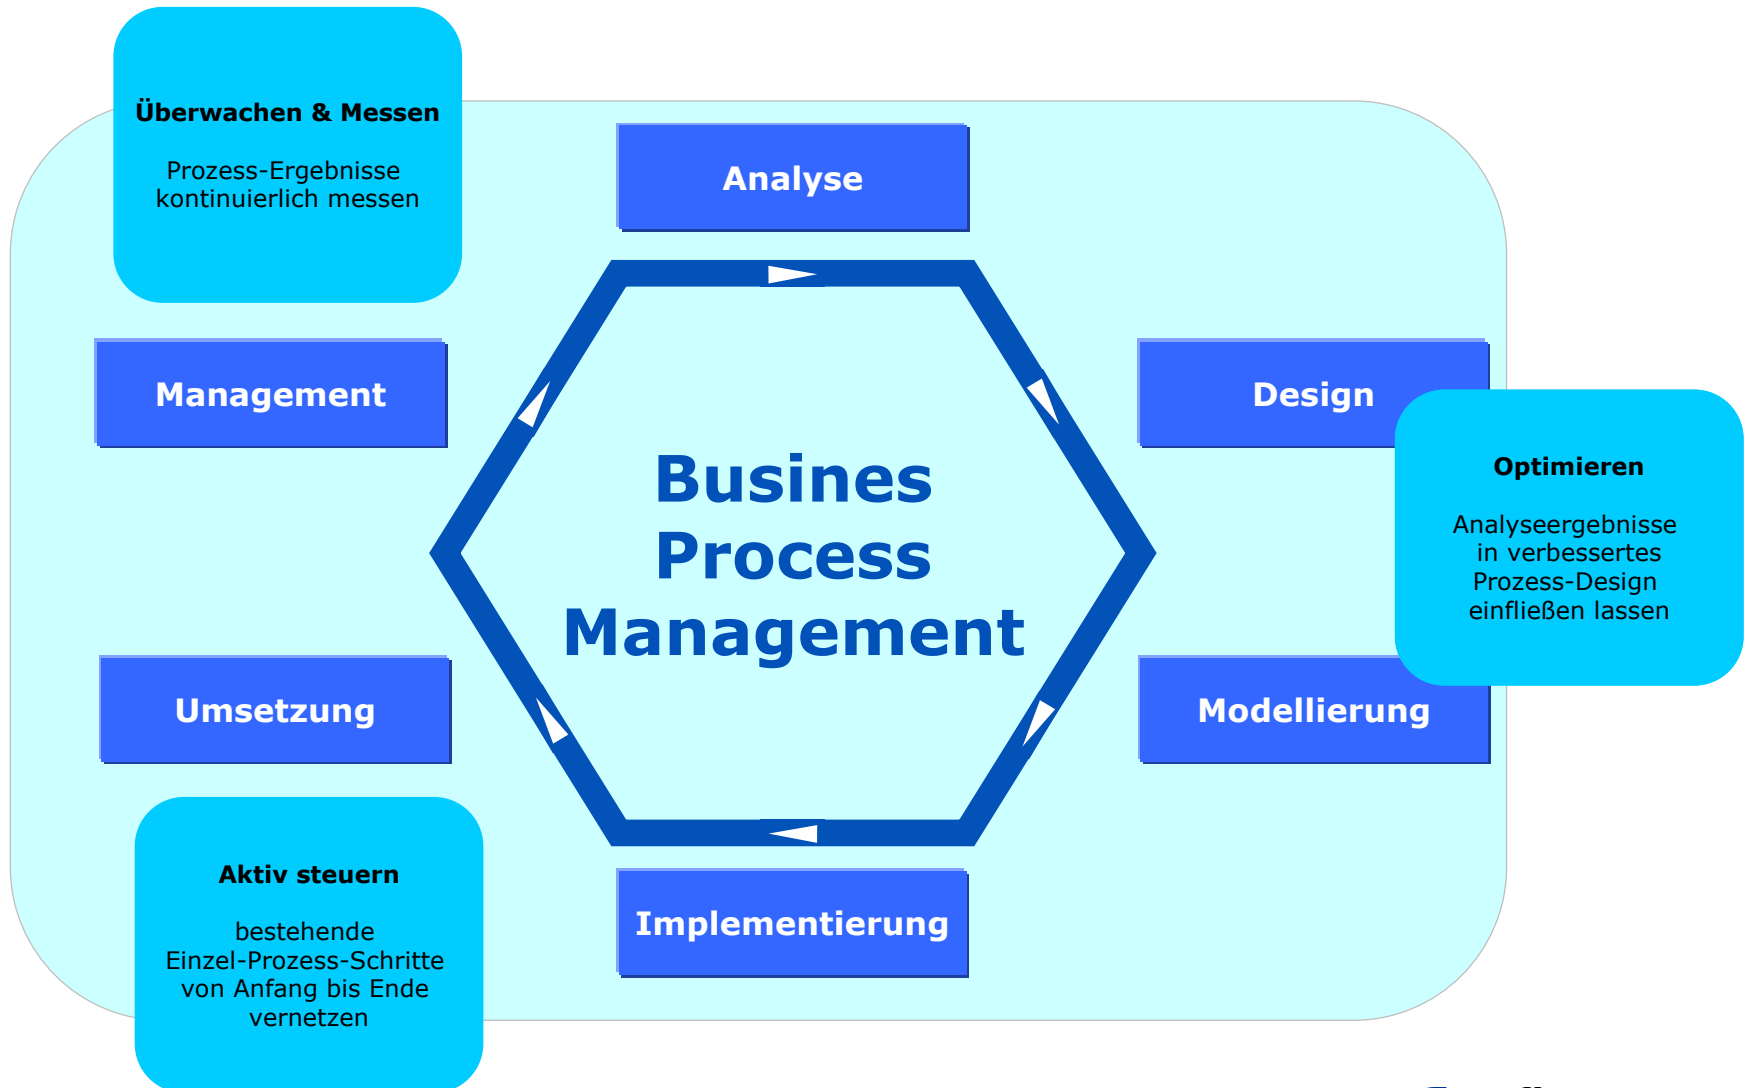 Überwachen & Messen
Prozess-Ergebnisse
kontinuierlich messen
Analyse
Management
Design
Busines
Process
Management
Optimieren
Analyseergebnisse
in verbessertes
Prozess-Design
einfließen lassen
Umsetzung
Modellierung
Aktiv steuern
bestehende
Einzel-Prozess-Schritte
von Anfang bis Ende
vernetzen
Implementierung